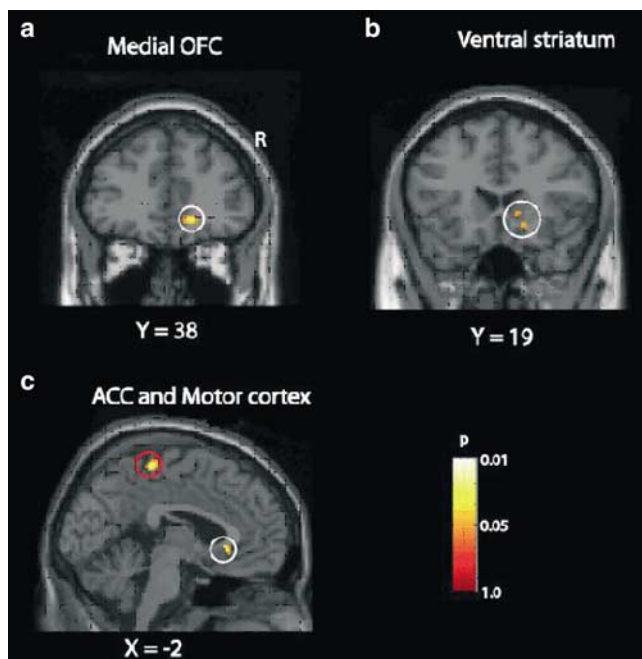 a
Medial OFC
R
Y = 38
b
Ventral striatum
Y = 19
c
ACC and Motor cortex
X = -2
p
0.01
0.05
1.0